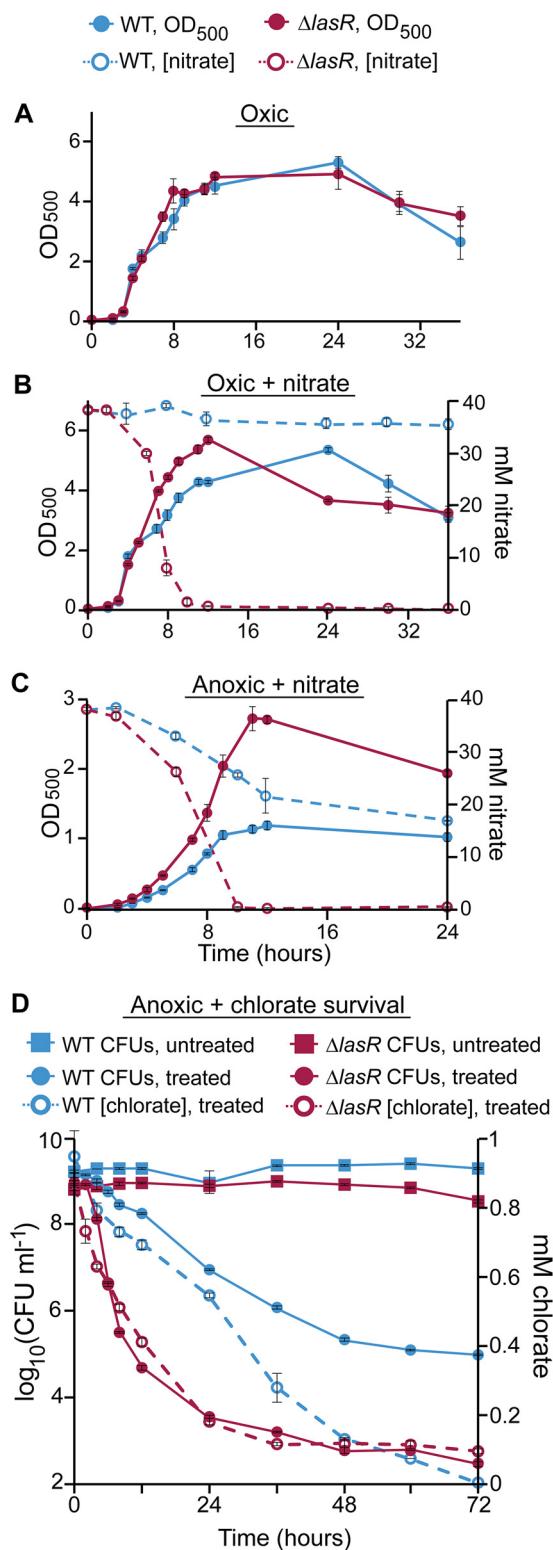 WT, OD500 ΔlasR, OD500
WT, [nitrate] ΔlasR, [nitrate]
A Oxic
OD500
6
4
2
0
0 8 16 24 32
B Oxic + nitrate
OD500
mM nitrate
6 40
4 30
2 20
0 10
0
0 8 16 24 32
C Anoxic + nitrate
OD500
mM nitrate
3 40
2 30
1 20
0 10
0
0 8 16 24
Time (hours)
D Anoxic + chlorate survival
WT CFUs, untreated ΔlasR CFUs, untreated
WT CFUs, treated ΔlasR CFUs, treated
WT [chlorate], treated ΔlasR [chlorate], treated
log10(CFU ml-1)
mM chlorate
10 1
8 0.8
6 0.6
4 0.4
2 0.2
0
0 12 24 48 72
Time (hours)